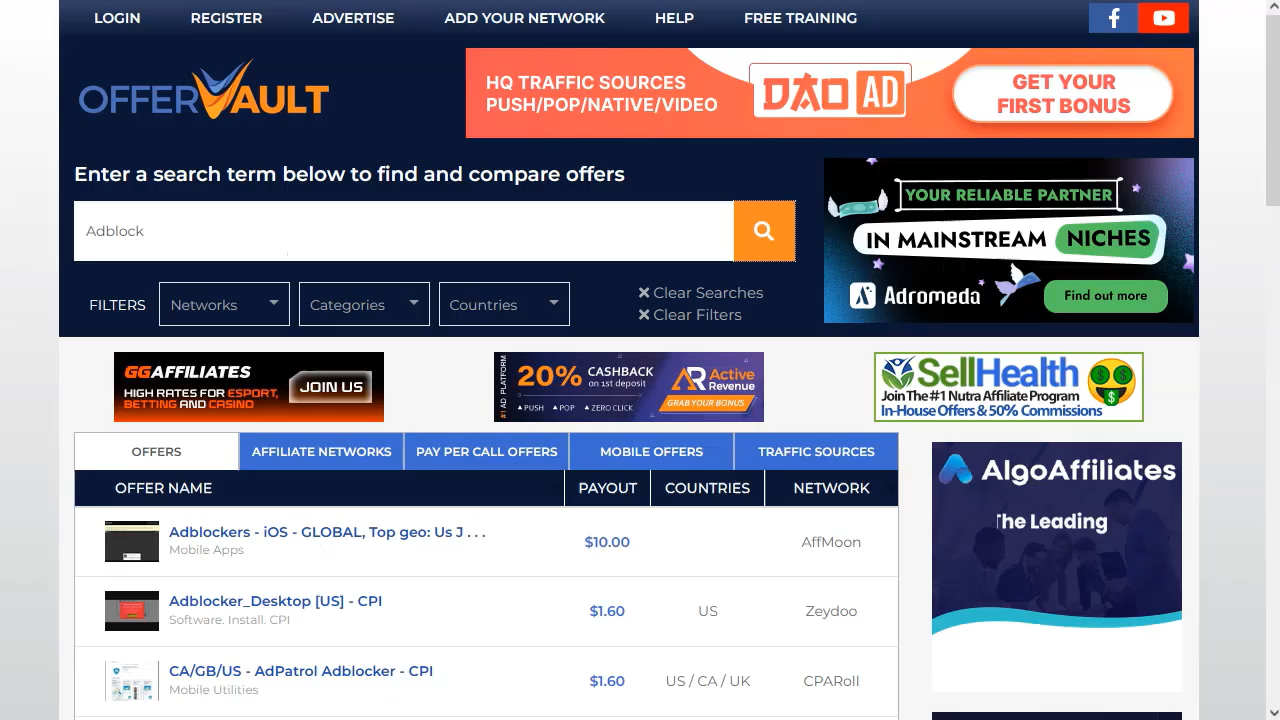 LOGIN
REGISTER
ADVERTISE
ADD YOUR NETWORK
HELP
FREE TRAINING
OFFERVAULT
HQ TRAFFIC SOURCES
PUSH/POP/NATIVE/VIDEO
DAO AD
GET YOUR
FIRST BONUS
Enter a search term below to find and compare offers
Adblock
FILTERS
Networks
Categories
Countries
Clear Searches
Clear Filters
YOUR RELIABLE PARTNER
IN MAINSTREAM NICHES
Adromeda
Find out more
GGAFFILIATES
HIGH RATES FOR ESPORT,
BETTING AND CASINO
JOIN US
#1 AD PLATFORM
20% CASHBACK
on 1st deposit
▲PUSH ▲POP ▲ZERO CLICK
AR Active
Revenue
GRAB YOUR BONUS
SellHealth
Join The #1 Nutra Affiliate Program
In-House Offers & 50% Commissions
OFFERS
AFFILIATE NETWORKS
PAY PER CALL OFFERS
MOBILE OFFERS
TRAFFIC SOURCES
OFFER NAME
PAYOUT
COUNTRIES
NETWORK
Adblockers - iOS - GLOBAL, Top geo: Us J . . .
Mobile Apps
$10.00
AffMoon
Adblocker_Desktop [US] - CPI
Software. Install. CPI
$1.60
US
Zeydoo
CA/GB/US - AdPatrol Adblocker - CPI
Mobile Utilities
$1.60
US / CA / UK
CPARoll
AlgoAffiliates
The Leading